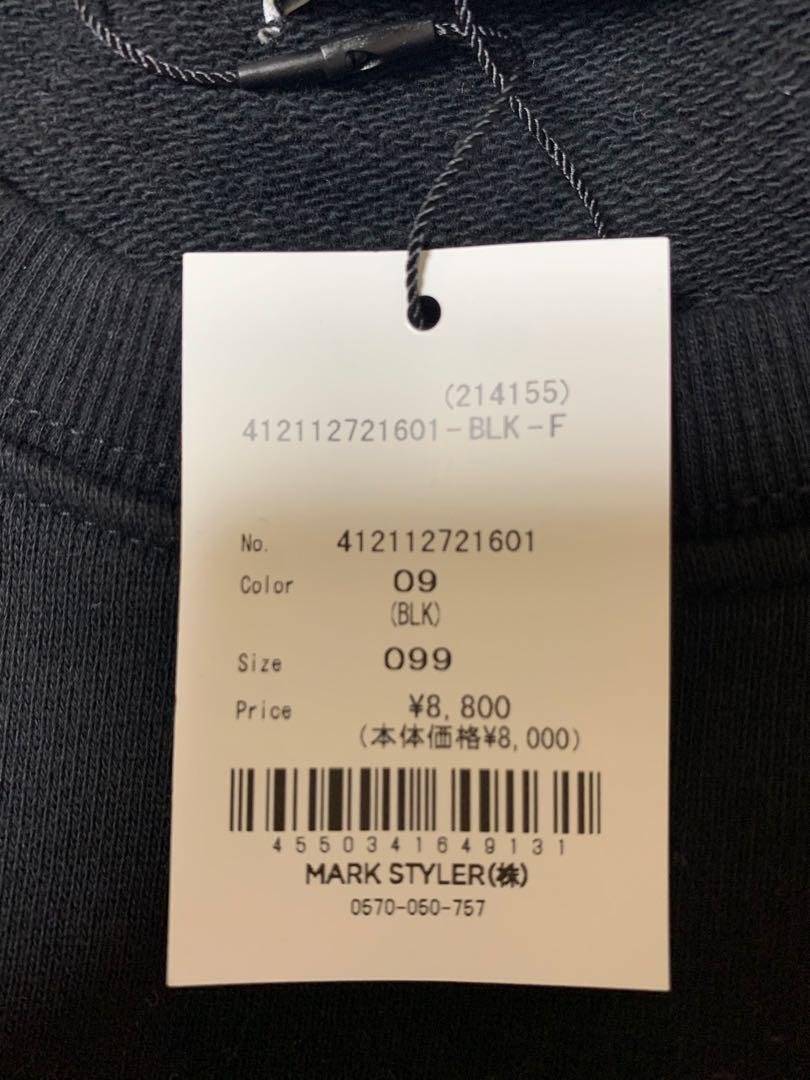 (214155)
412112721601-BLK-F
No. 412112721601
Color 09
(BLK)
Size 099
Price ¥8,800
(本体価格¥8,000)
4550341649131
MARK STYLER(株)
0570-050-757